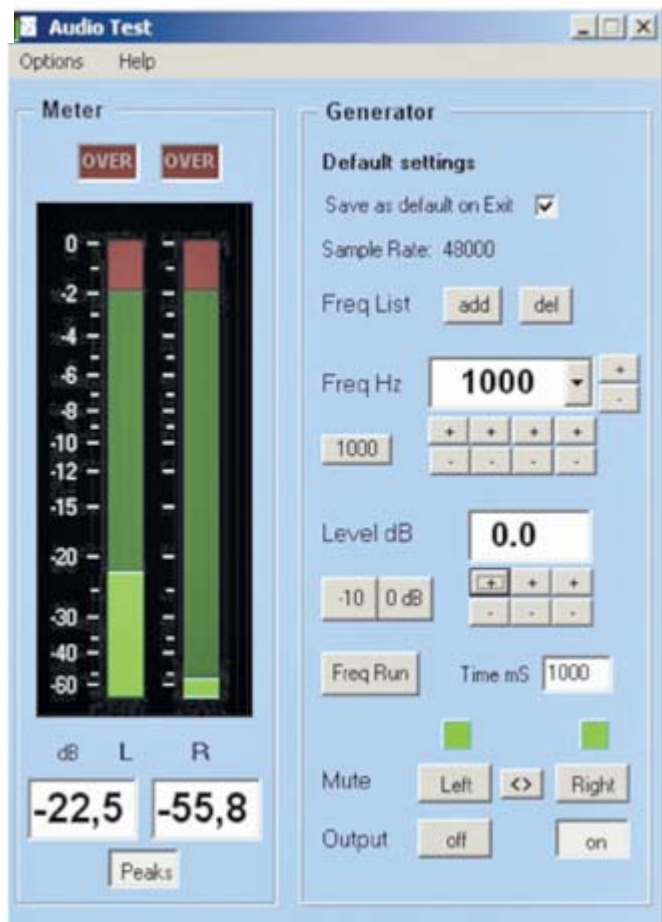 Audio Test
Options Help
Meter
OVER OVER
0
-2
-4
-6
-8
-10
-12
-15
-20
-30
-40
-60
dB L R
-22,5 -55,8
Peaks
Generator
Default settings
Save as default on Exit
Sample Rate: 48000
Freq List add del
Freq Hz 1000 +
-
1000 + + + +
- - - -
Level dB 0.0
-10 0 dB + + +
- - -
Freq Run Time mS 1000
Mute Left <> Right
Output off on